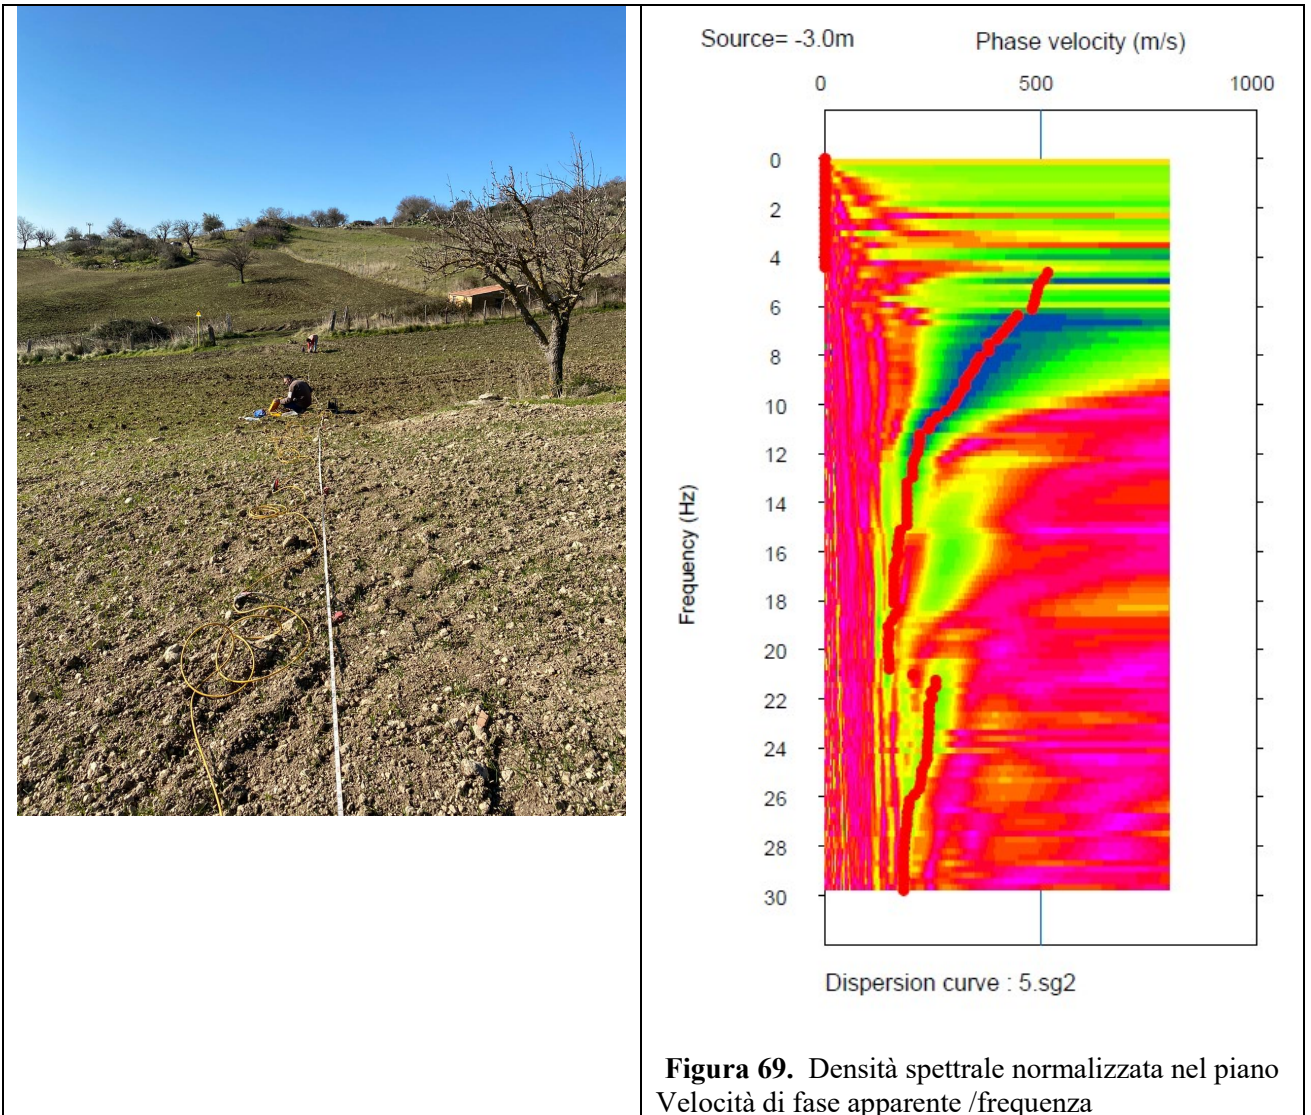 Source= -3.0m
Phase velocity (m/s)
0 500 1000
0
2
4
6
8
10
12
14
16
18
20
22
24
26
28
30
Frequency (Hz)
Dispersion curve : 5.sg2
Figura 69. Densità spettrale normalizzata nel piano
Velocità di fase apparente /frequenza